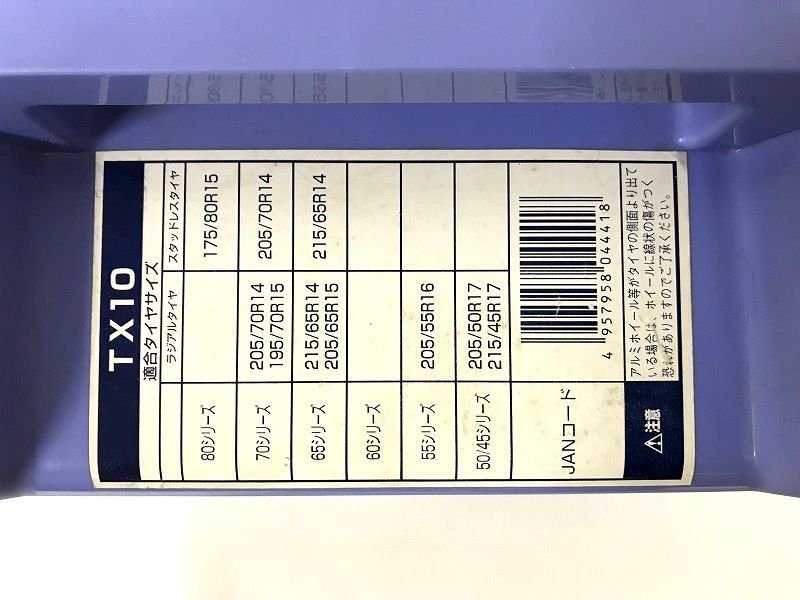 TX10
適合タイヤサイズ
ラジアルタイヤ スタッドレスタイヤ
80シリーズ 175/80R15
70シリーズ 205/70R14 205/70R14
195/70R15
65シリーズ 215/65R14 215/65R14
205/65R15
60シリーズ
55シリーズ 205/55R16
50/45シリーズ 205/50R17
215/45R17
JANコード 4 957958 044418
注意
アルミホイール等がタイヤの側面より出て
いる場合は、ホイールに線状の傷がつく
恐れがありますのでご了承ください。